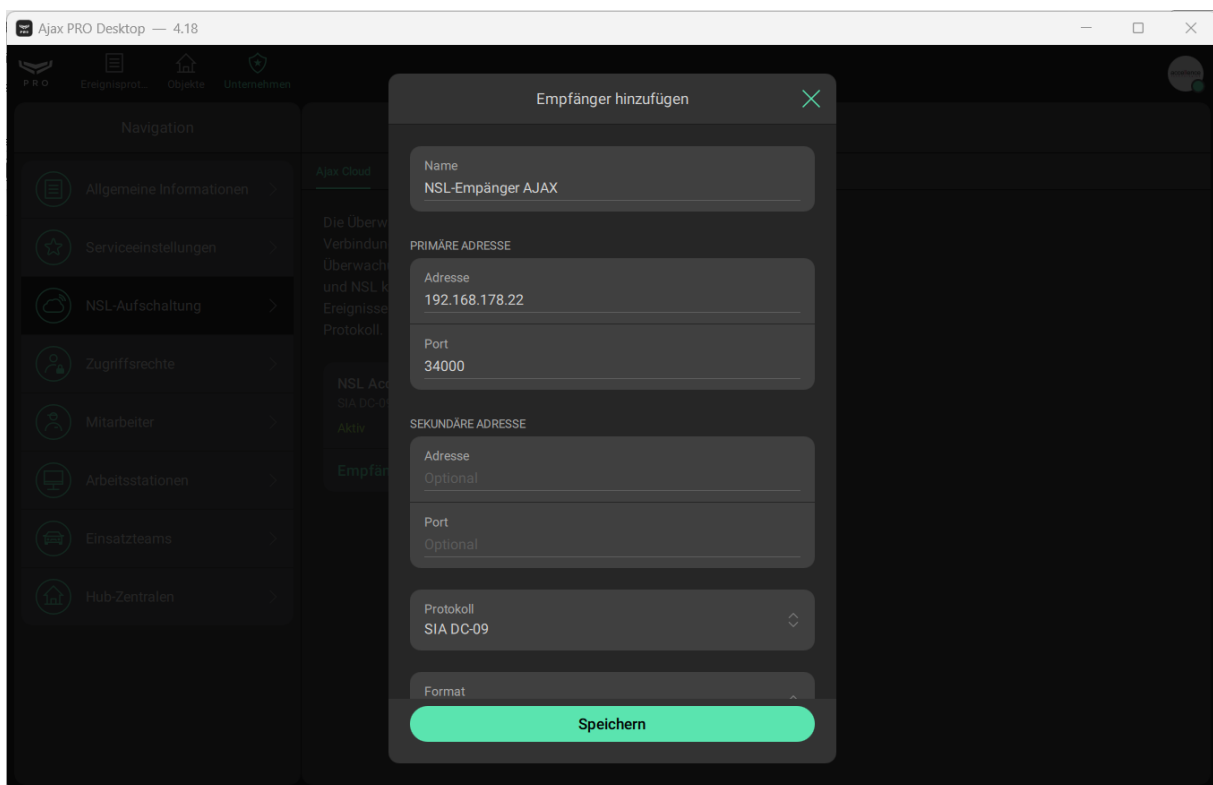 Ajax PRO Desktop — 4.18
PRO
Ereignisprot...
Objekte
Unternehmen
Navigation
Allgemeine Informationen
Serviceeinstellungen
NSL-Aufschaltung
Zugriffsrechte
Mitarbeiter
Arbeitsstationen
Einsatzteams
Hub-Zentralen
Ajax Cloud
Die Überw
Verbindun
Überwach
und NSL k
Ereignisse
Protokoll.
NSL Acc
SIA DC-09
Aktiv
Empfän
Empfänger hinzufügen
Name
NSL-Empänger AJAX
PRIMÄRE ADRESSE
Adresse
192.168.178.22
Port
34000
SEKUNDÄRE ADRESSE
Adresse
Optional
Port
Optional
Protokoll
SIA DC-09
Format
Speichern